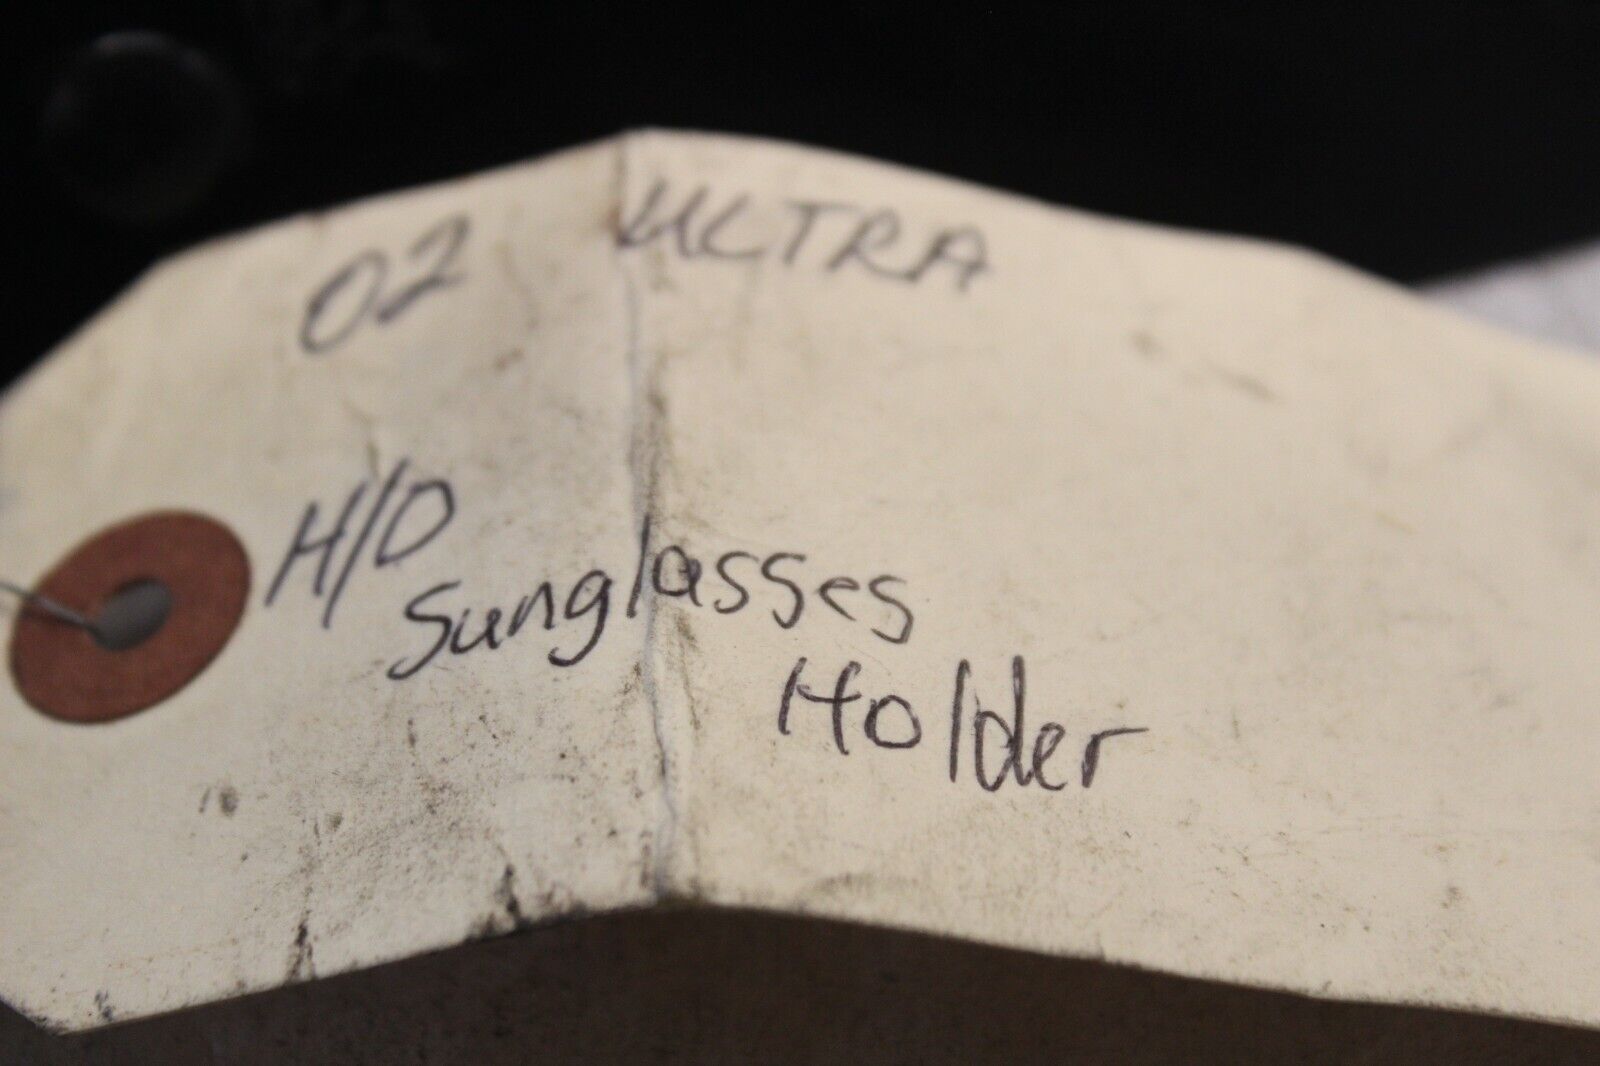 02 ULTRA
H/D
Sunglasses
Holder